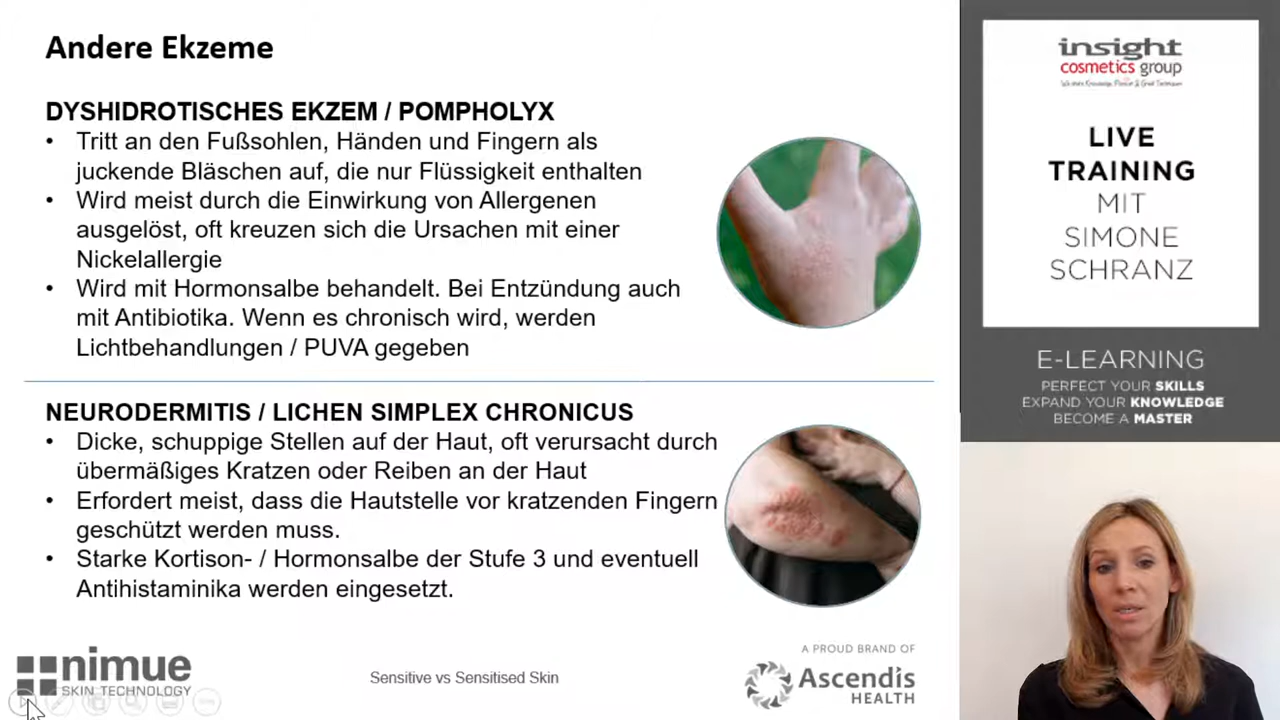 Andere Ekzeme
DYSHIDROTISCHES EKZEM / POMPHOLYX
• Tritt an den Fußsohlen, Händen und Fingern als
juckende Bläschen auf, die nur Flüssigkeit enthalten
• Wird meist durch die Einwirkung von Allergenen
ausgelöst, oft kreuzen sich die Ursachen mit einer
Nickelallergie
• Wird mit Hormonsalbe behandelt. Bei Entzündung auch
mit Antibiotika. Wenn es chronisch wird, werden
Lichtbehandlungen / PUVA gegeben
NEURODERMITIS / LICHEN SIMPLEX CHRONICUS
• Dicke, schuppige Stellen auf der Haut, oft verursacht durch
übermäßiges Kratzen oder Reiben an der Haut
• Erfordert meist, dass die Hautstelle vor kratzenden Fingern
geschützt werden muss.
• Starke Kortison- / Hormonsalbe der Stufe 3 und eventuell
Antihistaminika werden eingesetzt.
nimue
SKIN TECHNOLOGY
Sensitive vs Sensitised Skin
A PROUD BRAND OF
Ascendis
HEALTH
insight
cosmetics group
LIVE
TRAINING
MIT
SIMONE
SCHRANZ
E-LEARNING
PERFECT YOUR SKILLS
EXPAND YOUR KNOWLEDGE
BECOME A MASTER